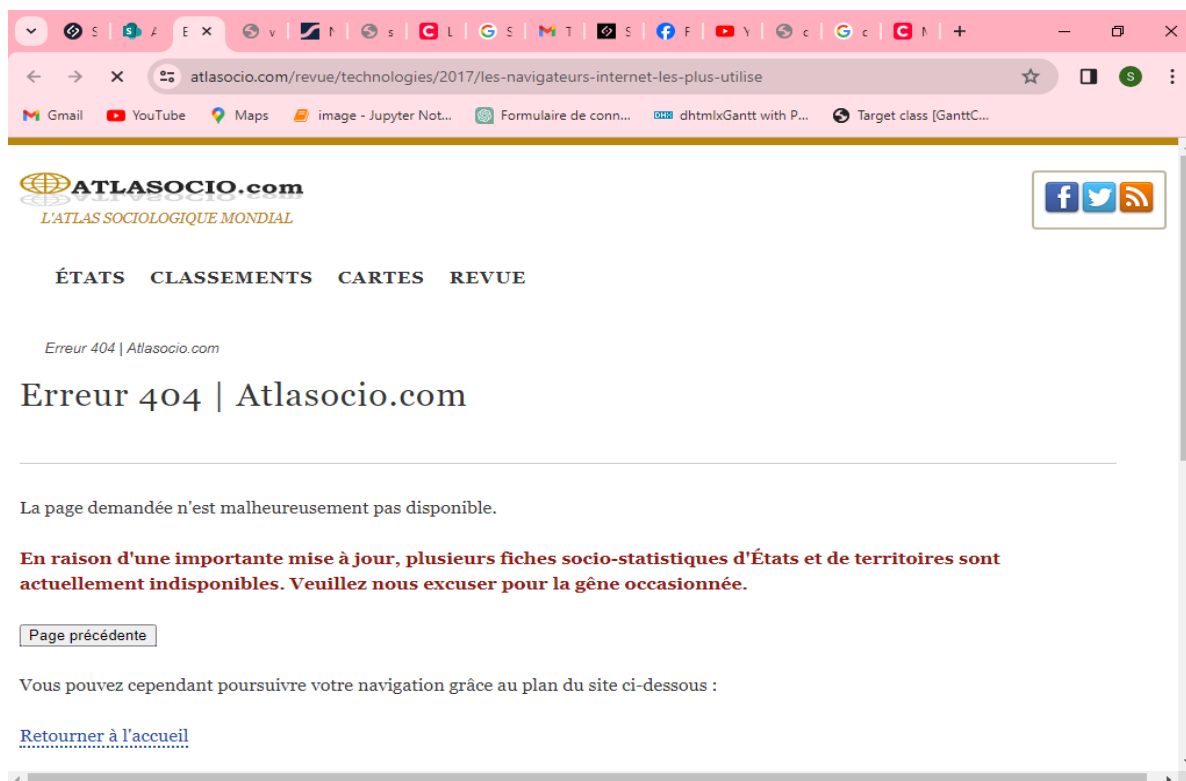 S A E v N s L G S M T S F Y c G c N
atlasocio.com/revue/technologies/2017/les-navigateurs-internet-les-plus-utilise
S
Gmail YouTube Maps image - Jupyter Not... Formulaire de conn... dhtmlxGantt with P... Target class [GanttC...
ATLASOCIO.com
L'ATLAS SOCIOLOGIQUE MONDIAL
ÉTATS CLASSEMENTS CARTES REVUE
Erreur 404 | Atlasocio.com
Erreur 404 | Atlasocio.com
La page demandée n'est malheureusement pas disponible.
En raison d'une importante mise à jour, plusieurs fiches socio-statistiques d'États et de territoires sont
actuellement indisponibles. Veuillez nous excuser pour la gêne occasionnée.
Page précédente
Vous pouvez cependant poursuivre votre navigation grâce au plan du site ci-dessous :
Retourner à l'accueil